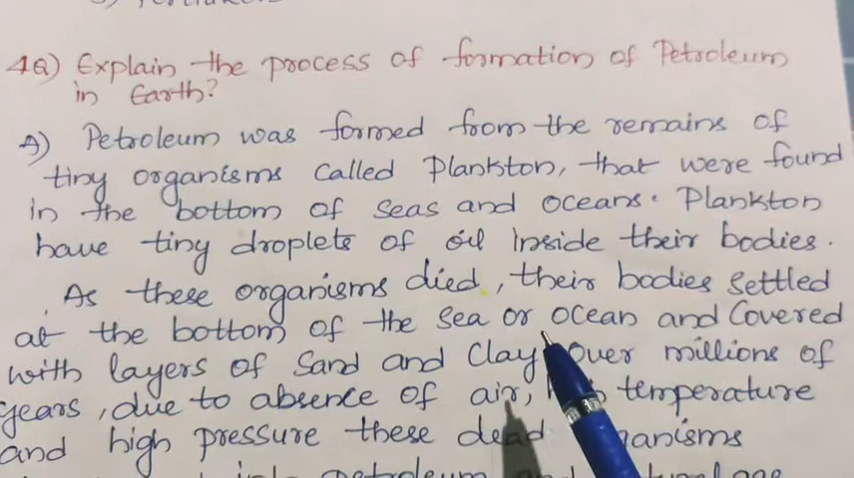 4Q) Explain the process of formation of Petroleum
in Earth?
A) Petroleum was formed from the remains of
tiny organisms called Plankton, that were found
in the bottom of seas and oceans. Plankton
have tiny droplets of oil inside their bodies.
As these organisms died, their bodies settled
at the bottom of the sea or ocean and Covered
with layers of Sand and Clay over millions of
years, due to absence of air, temperature
and high pressure these dead
petroleum